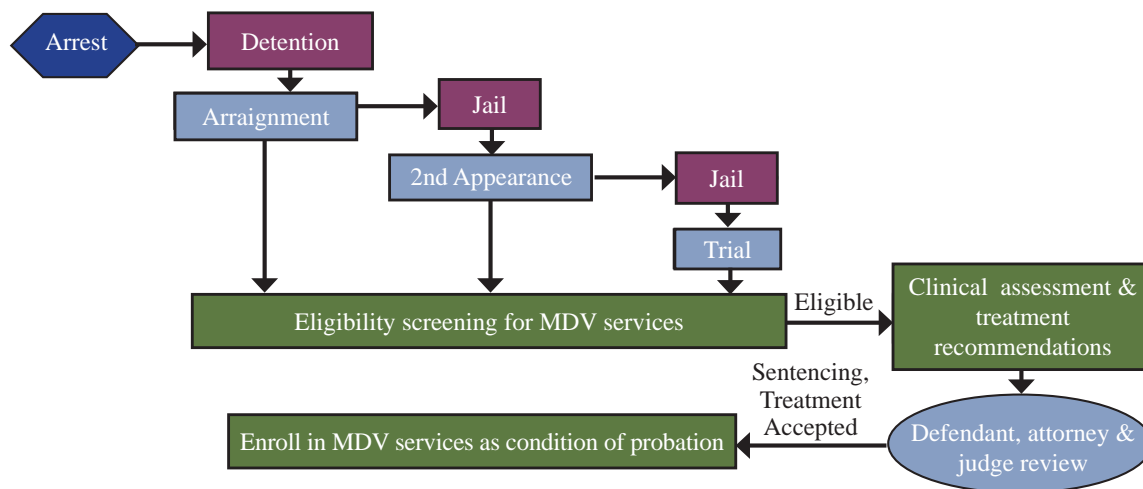 Arrest
Detention
Arraignment
Jail
2nd Appearance
Jail
Trial
Eligibility screening for MDV services
Eligible
Clinical assessment &
treatment
recommendations
Defendant, attorney &
judge review
Sentencing,
Treatment
Accepted
Enroll in MDV services as condition of probation